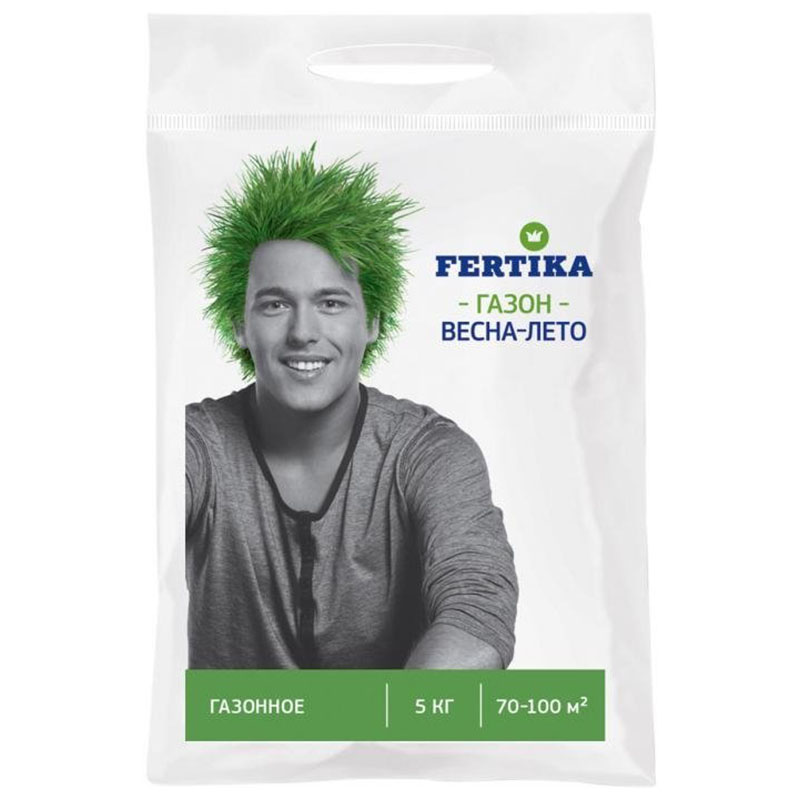 FERTIKA
- ГАЗОН -
ВЕСНА-ЛЕТО
ГАЗОННОЕ | 5 КГ | 70-100 м²